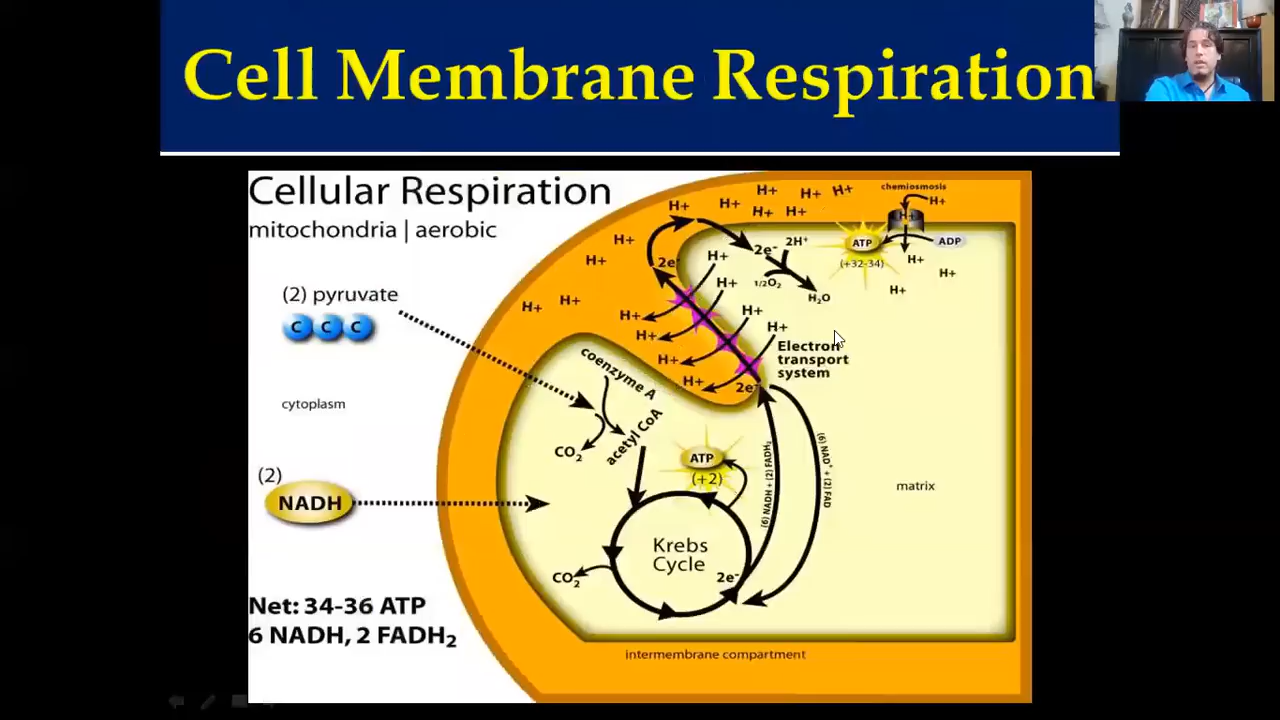 Cell Membrane Respiration
Cellular Respiration
mitochondria | aerobic
(2) pyruvate
C C C
cytoplasm
(2)
NADH
Net: 34-36 ATP
6 NADH, 2 FADH₂
H+ H+ H+
H+ H+ H+ H+
H+
H+
H+
H+
chemiosmosis
H+
H+
ATP
ADP
(+32-34)
H+
H+
H+
2e-
2e-
2H+
1/2O₂
H₂O
H+
H+
H+
H+
H+
H+
H+
H+
2e-
Electron
transport
system
coenzyme A
CO₂
acetyl CoA
ATP
(+2)
(6) NADH + (2) FADH₂
(6) NAD+ + (2) FAD
matrix
Krebs
Cycle
2e-
CO₂
intermembrane compartment